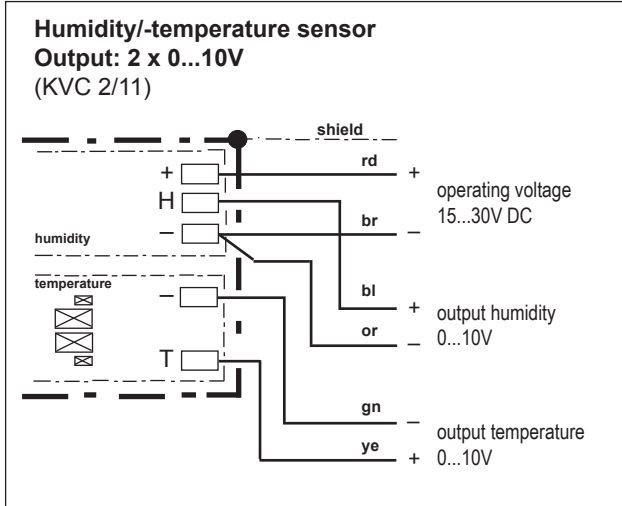 Humidity/-temperature sensor
Output: 2 x 0...10V
(KVC 2/11)
shield
rd
+
+
operating voltage
15...30V DC
H
br
–
–
humidity
temperature
bl
–
+
output humidity
0...10V
or
–
T
gn
–
output temperature
0...10V
ye
+